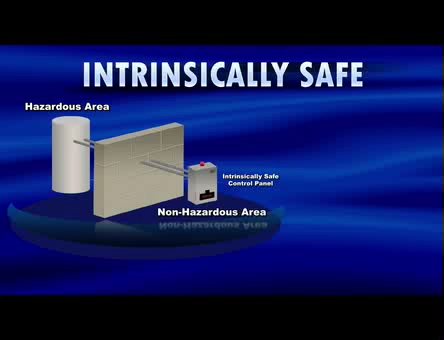 INTRINSICALLY SAFE
Hazardous Area
Intrinsically Safe
Control Panel
Non-Hazardous Area